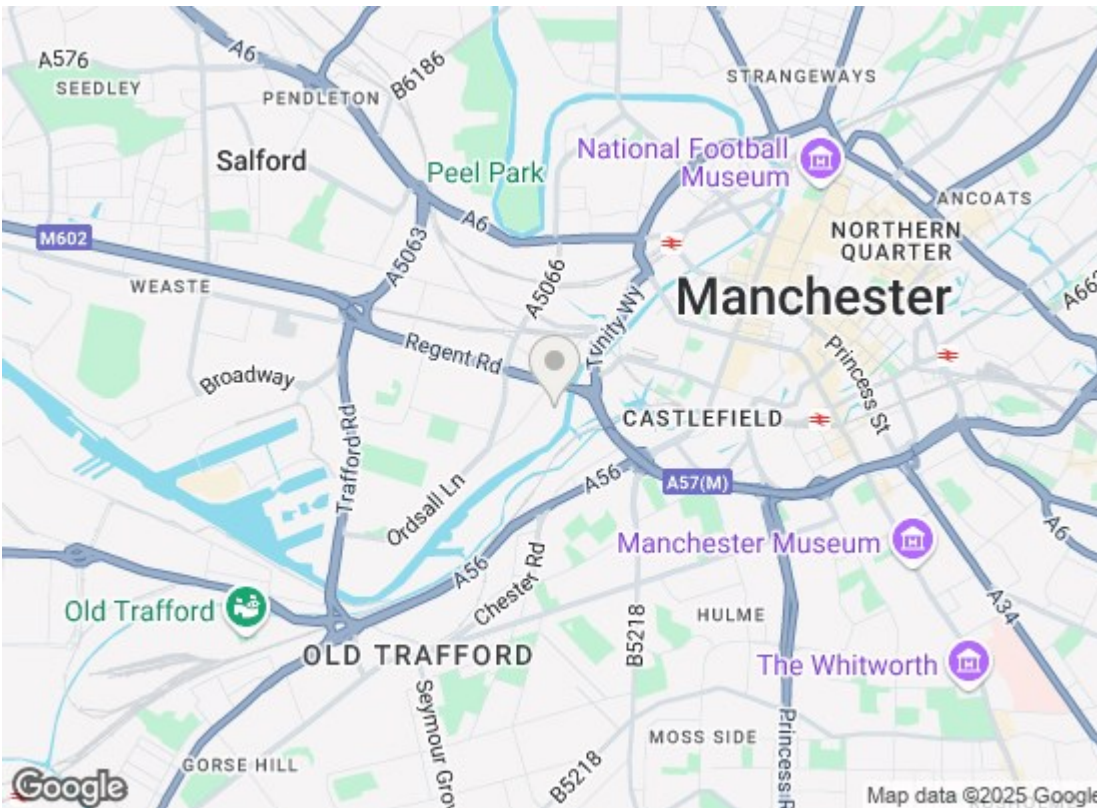 A6
A576
SEEDLEY
PENDLETON
B6186
STRANGEWAYS
Salford
Peel Park
National Football
Museum
ANCOATS
A6
NORTHERN
QUARTER
M602
A5063
WEASTE
A5066
Manchester
Trinity Wy
Regent Rd
Princess St
Broadway
Trafford Rd
CASTLEFIELD
Ordsall Ln
A56
A57(M)
A56
Chester Rd
Manchester Museum
A6
Old Trafford
B5218
HULME
A34
OLD TRAFFORD
The Whitworth
Seymour Gro
MOSS SIDE
GORSE HILL
B5218
Princess R
Google
Map data ©2025 Google